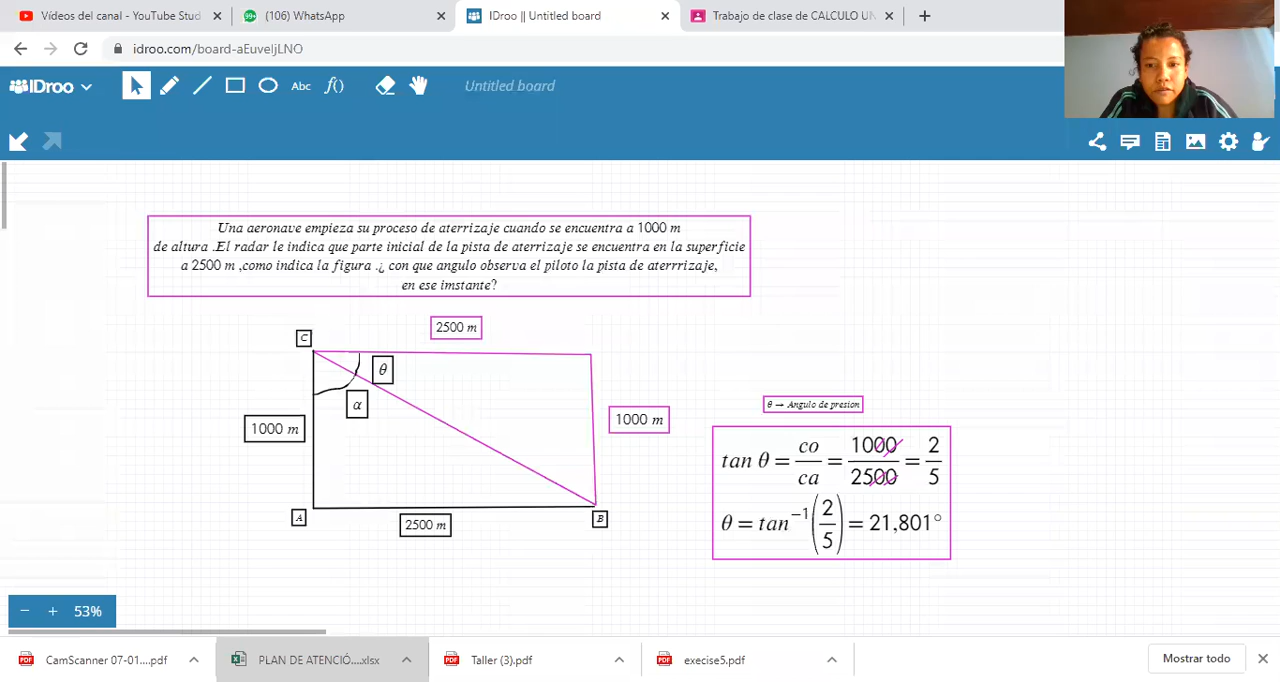 Vídeos del canal - YouTube Stud
(106) WhatsApp
IDroo || Untitled board
Trabajo de clase de CALCULO UN
idroo.com/board-aEuveljLNO
IDroo
Abc
f()
Untitled board
Una aeronave empieza su proceso de aterrizaje cuando se encuentra a 1000 m
de altura .El radar le indica que parte inicial de la pista de aterrizaje se encuentra en la superficie
a 2500 m ,como indica la figura .¿ con que angulo observa el piloto la pista de aterrrizaje,
en ese imstante?
2500 m
C
θ
α
1000 m
1000 m
A
2500 m
B
θ → Angulo de presion
tan θ = co/ca = 1000/2500 = 2/5
θ = tan⁻¹(2/5) = 21,801°
− + 53%
CamScanner 07-01....pdf
PLAN DE ATENCIÓ....xlsx
Taller (3).pdf
execise5.pdf
Mostrar todo